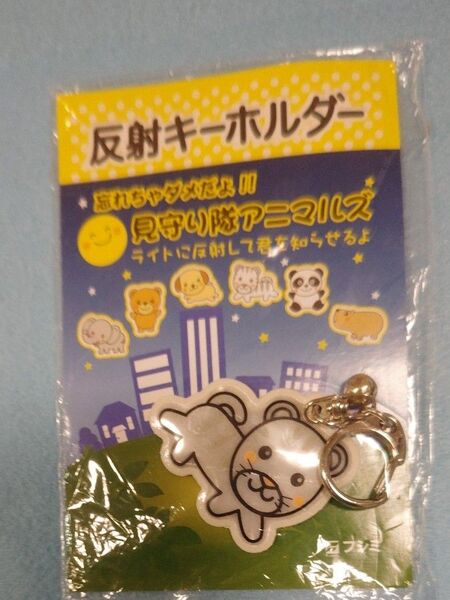 反射キーホルダー
忘れちゃダメだよ!!
見守り隊アニマルズ
ライトに反射して君を知らせるよ